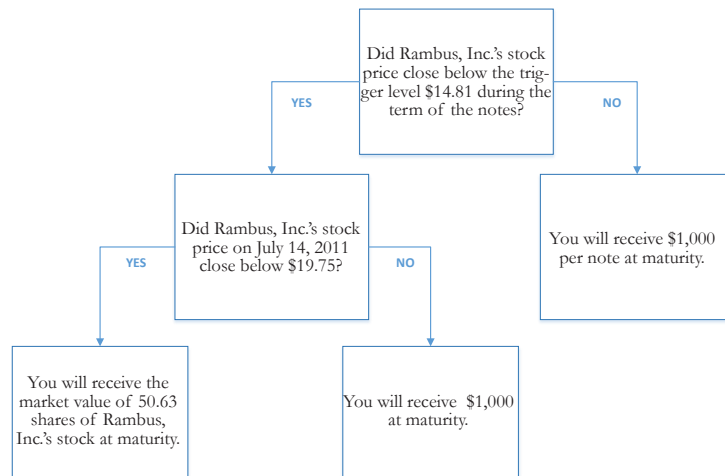 Did Rambus, Inc.'s stock
price close below the trig-
ger level $14.81 during the
term of the notes?
YES
NO
Did Rambus, Inc.'s stock
price on July 14, 2011
close below $19.75?
You will receive $1,000
per note at maturity.
YES
NO
You will receive the
market value of 50.63
shares of Rambus,
Inc.'s stock at maturity.
You will receive $1,000
at maturity.